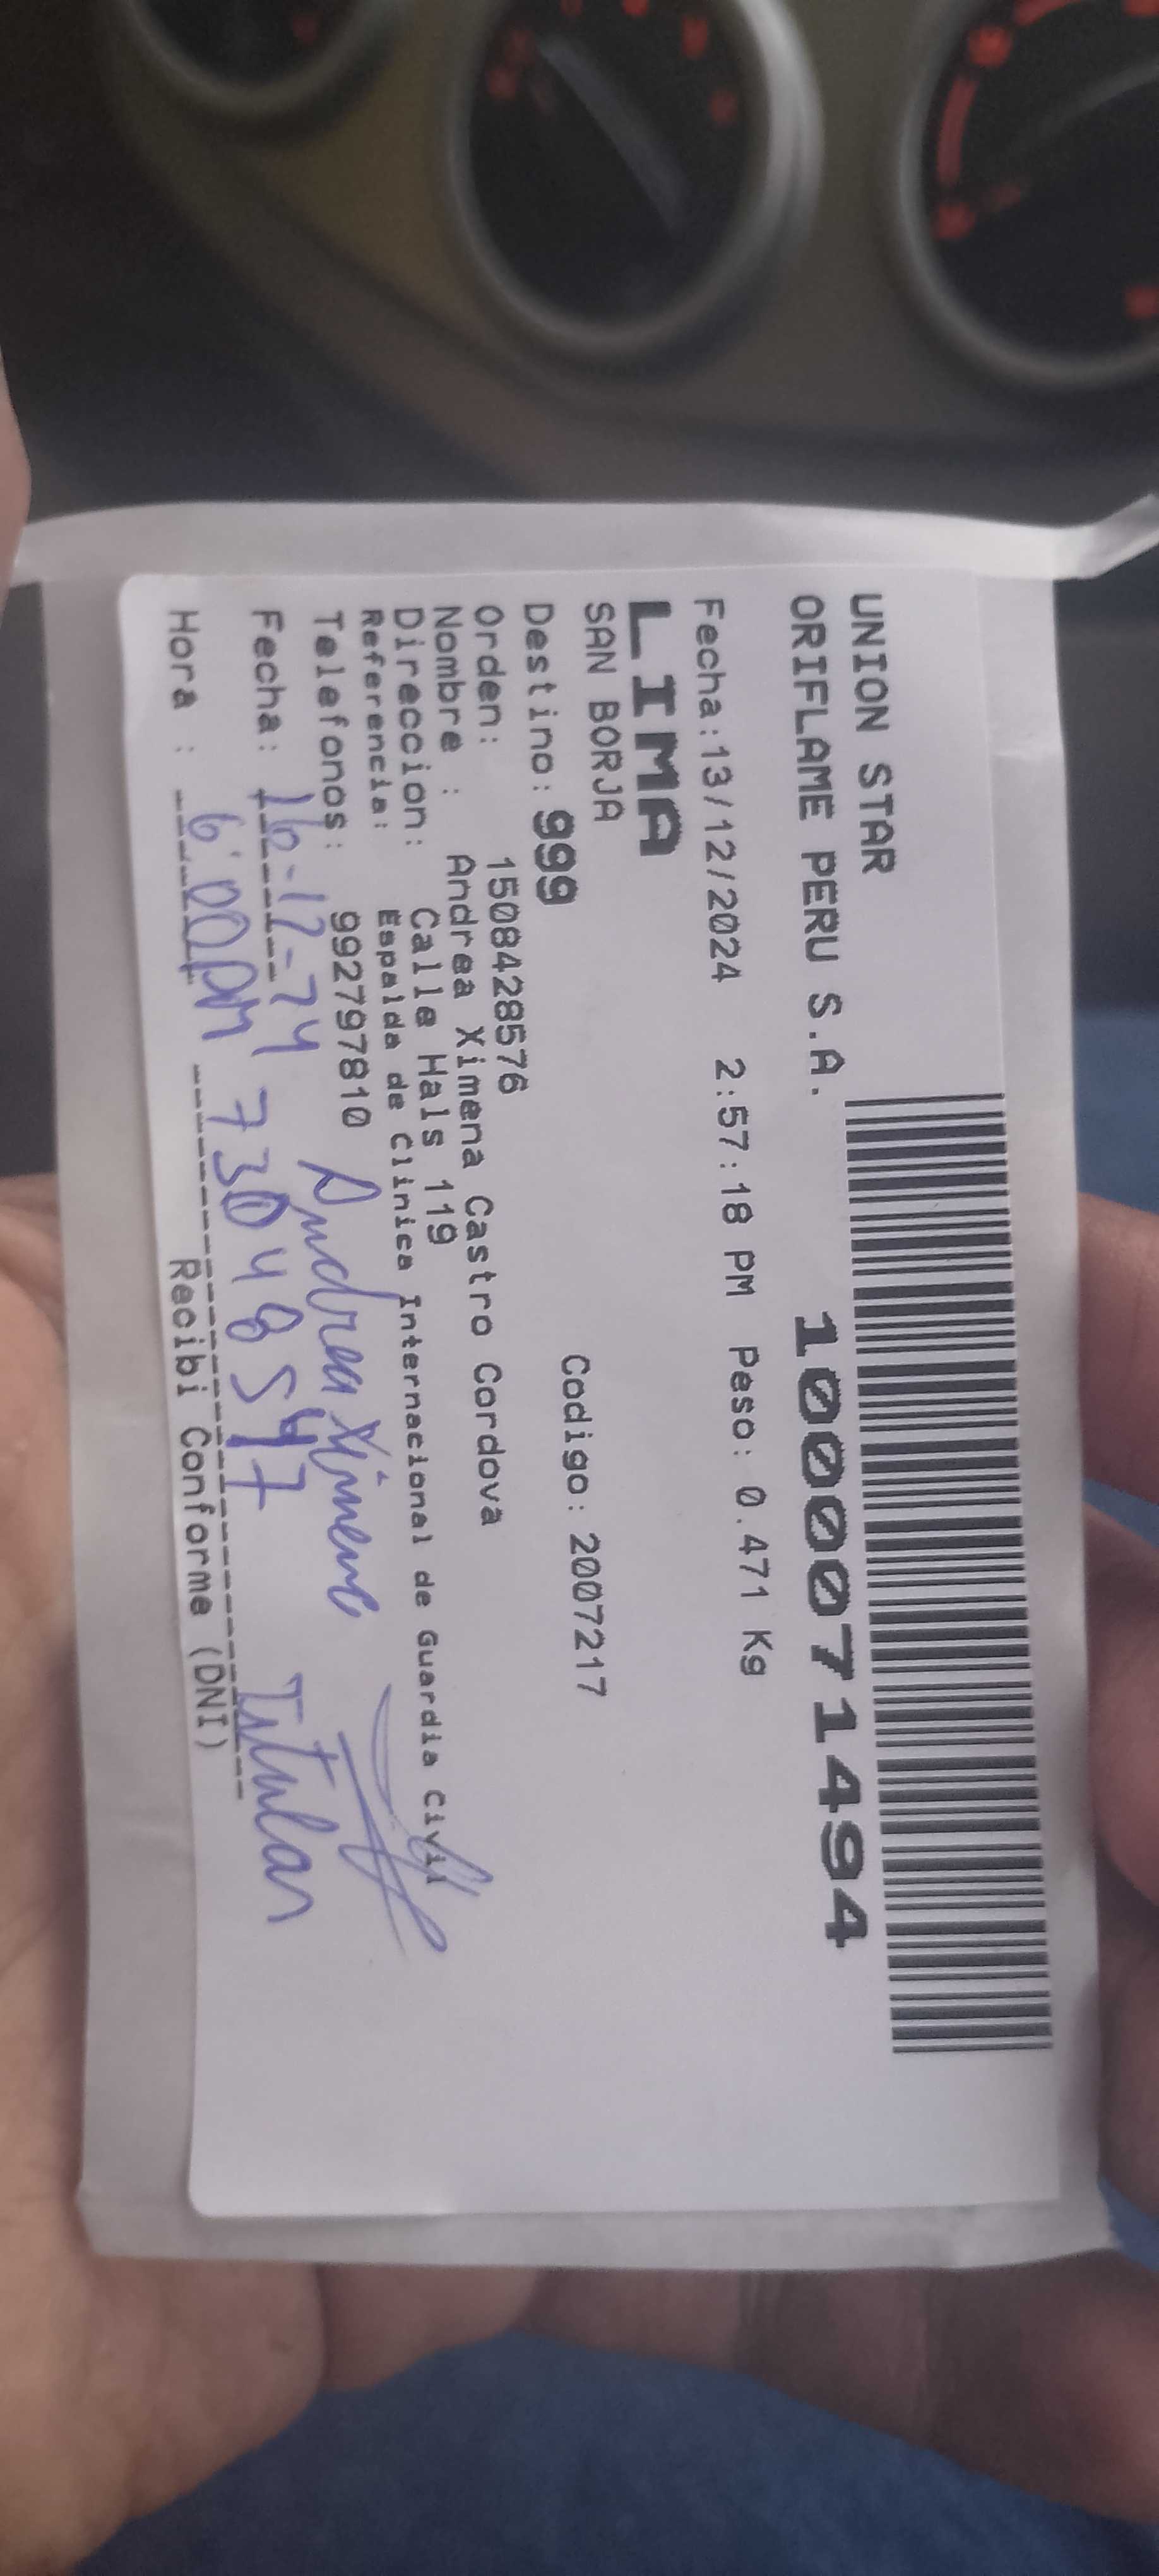 UNION STAR
ORIFLAME PERU S.A. 100071494
Fecha:13/12/2024 2:57:18 PM Peso: 0.471 Kg
LIMA
SAN BORJA
Destino: 999 Codigo: 2007217
Orden: 1508428576
Nombre : Andrea Ximena Castro Cordova
Direccion: Calle Hals 119
Referencia: Espalda de Clinica Internacional de Guardia Civil
Telefonos: 992797810
Andrea Ximena
Fecha: 16-12-24
Hora : 6:00pm 73048547 Titular
Recibi Conforme (DNI)